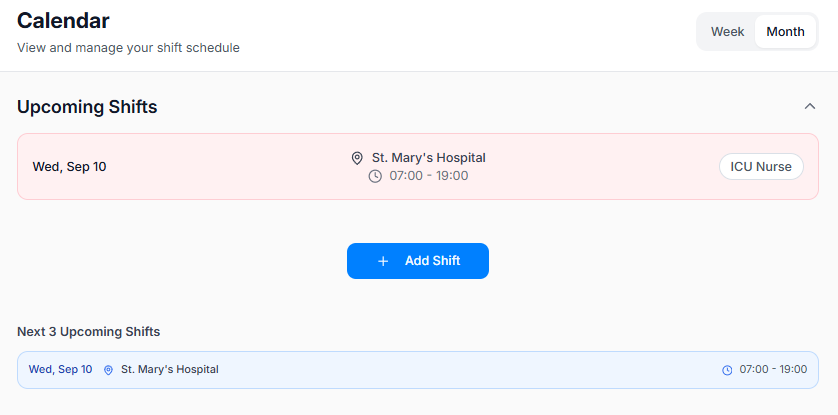 Calendar
View and manage your shift schedule
Week Month
Upcoming Shifts
Wed, Sep 10
St. Mary's Hospital
07:00 - 19:00
ICU Nurse
Add Shift
Next 3 Upcoming Shifts
Wed, Sep 10 St. Mary's Hospital 07:00 - 19:00